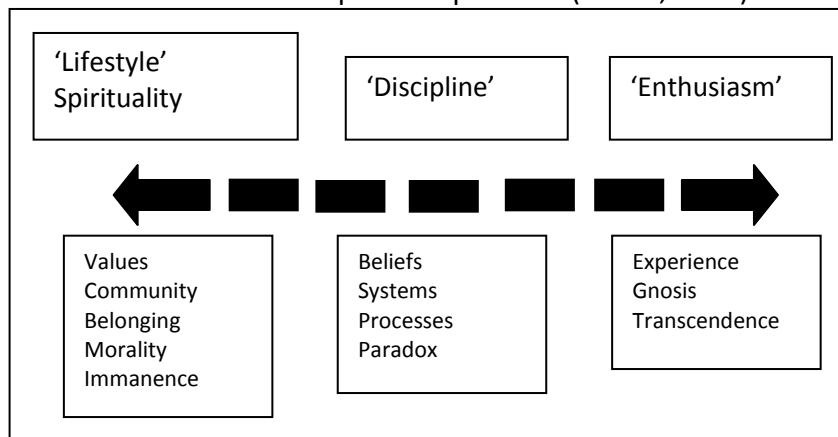 ‘Lifestyle’
Spirituality
‘Discipline’
‘Enthusiasm’
Values
Community
Belonging
Morality
Immanence
Beliefs
Systems
Processes
Paradox
Experience
Gnosis
Transcendence